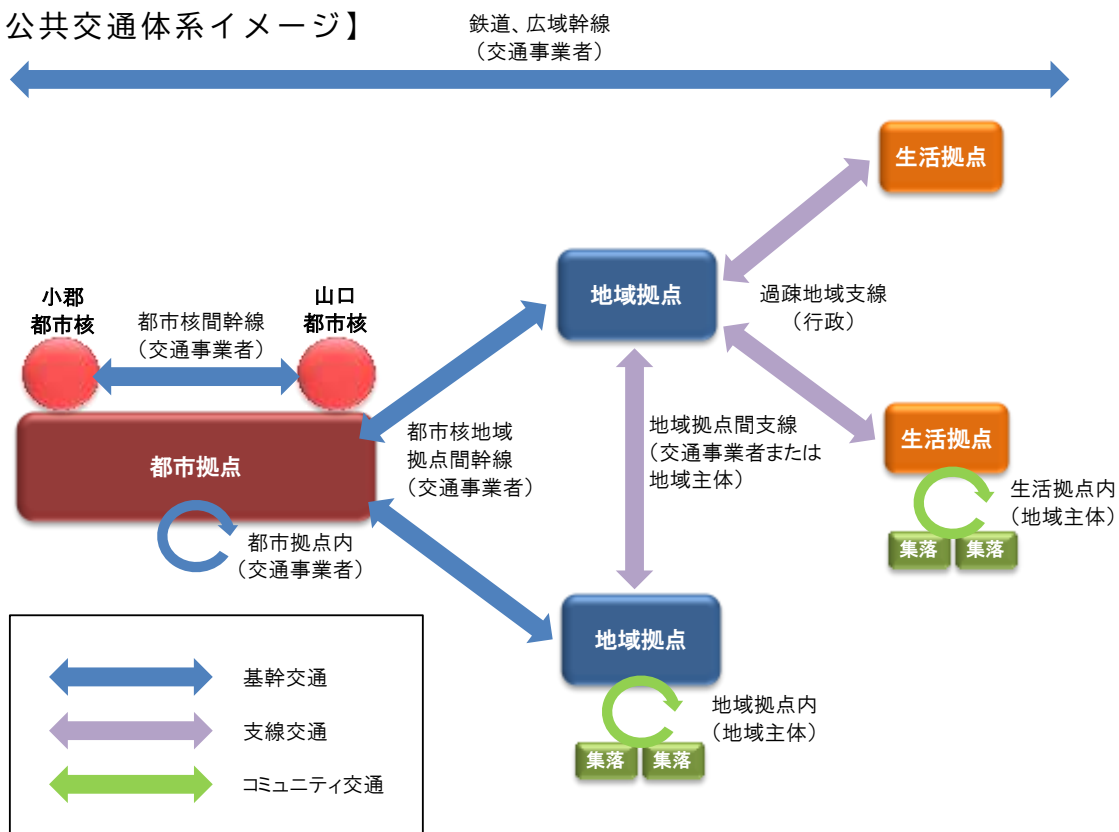 公共交通体系イメージ】
鉄道、広域幹線
（交通事業者）
生活拠点
地域拠点
過疎地域支線
（行政）
小郡
都市核
都市核間幹線
（交通事業者）
山口
都市核
都市拠点
都市核地域
拠点間幹線
（交通事業者）
地域拠点間支線
（交通事業者または
地域主体）
生活拠点
生活拠点内
（地域主体）
集落
集落
都市拠点内
（交通事業者）
地域拠点
地域拠点内
（地域主体）
集落
集落
基幹交通
支線交通
コミュニティ交通